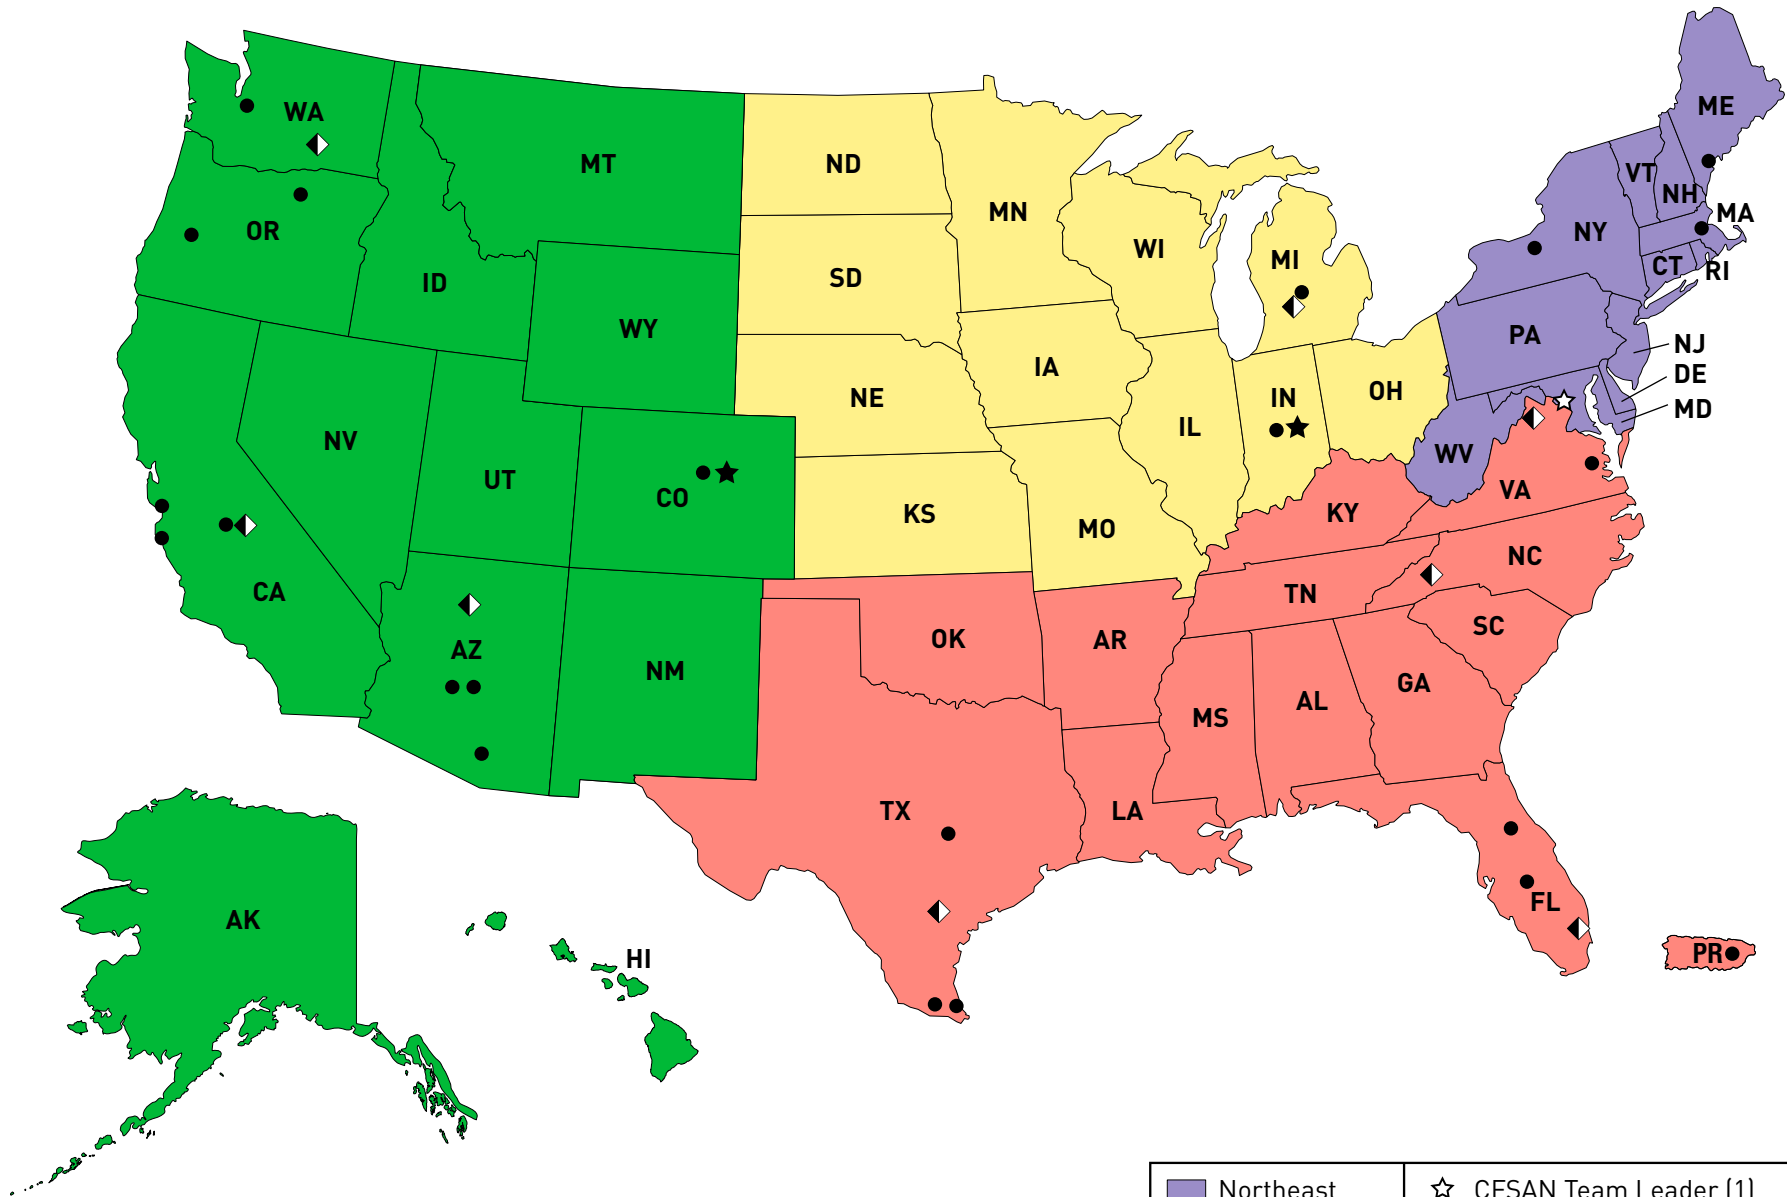 WA
MT
ND
MN
ME
VT
NH
MA
OR
ID
SD
WI
MI
NY
CT
RI
WY
NE
IA
PA
NJ
DE
MD
NV
UT
CO
KS
MO
IL
IN
OH
WV
VA
KY
CA
AZ
NM
OK
AR
TN
NC
SC
MS
AL
GA
TX
LA
FL
PR
AK
HI
Northeast
CFSAN Team Leader (1)